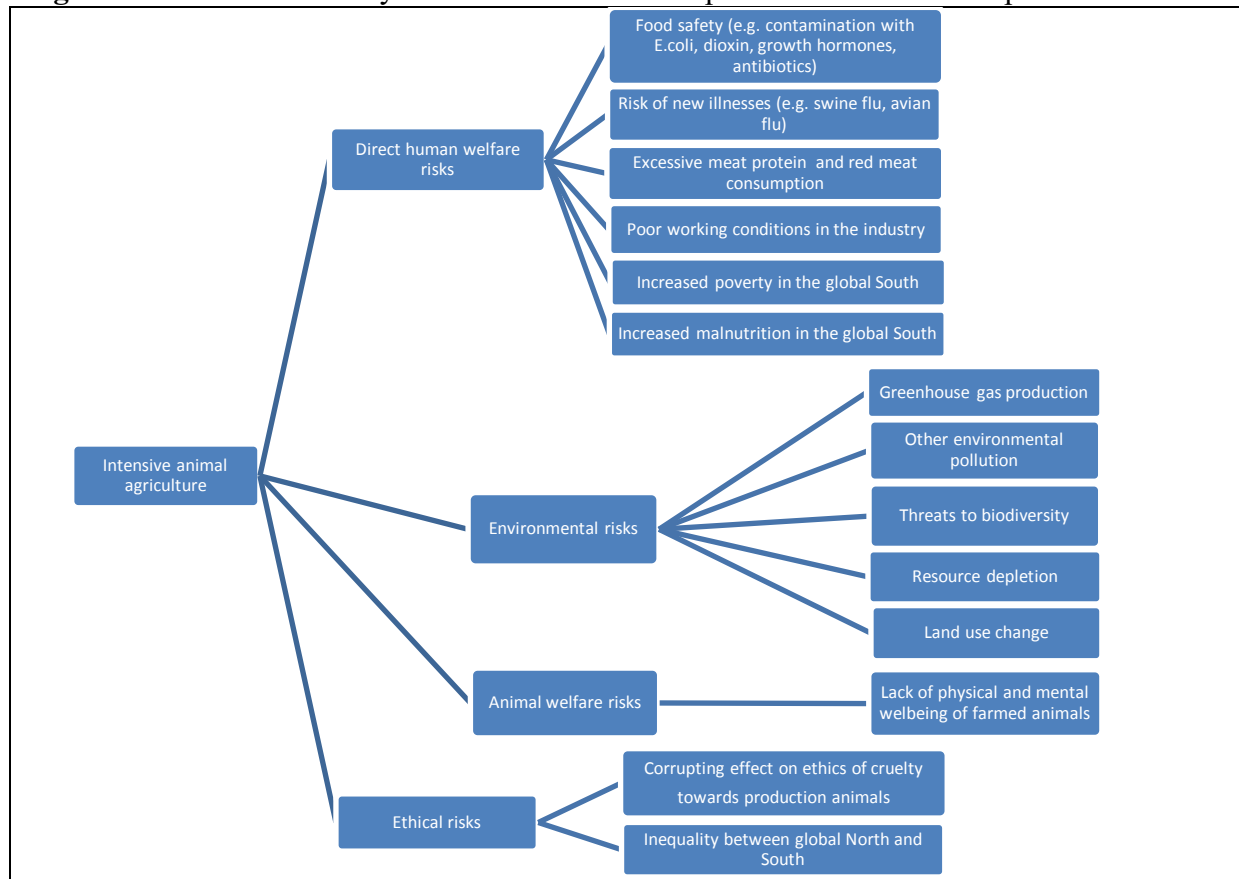 Food safety (e.g. contamination with
E.coli, dioxin, growth hormones,
antibiotics)
Risk of new illnesses (e.g. swine flu, avian
flu)
Direct human welfare
risks
Excessive meat protein and red meat
consumption
Poor working conditions in the industry
Increased poverty in the global South
Increased malnutrition in the global South
Greenhouse gas production
Other environmental
pollution
Intensive animal
agriculture
Environmental risks
Threats to biodiversity
Resource depletion
Land use change
Animal welfare risks
Lack of physical and mental
welbeing of farmed animals
Corrupting effect on ethics of cruelty
towards production animals
Ethical risks
Inequality between global North and
South